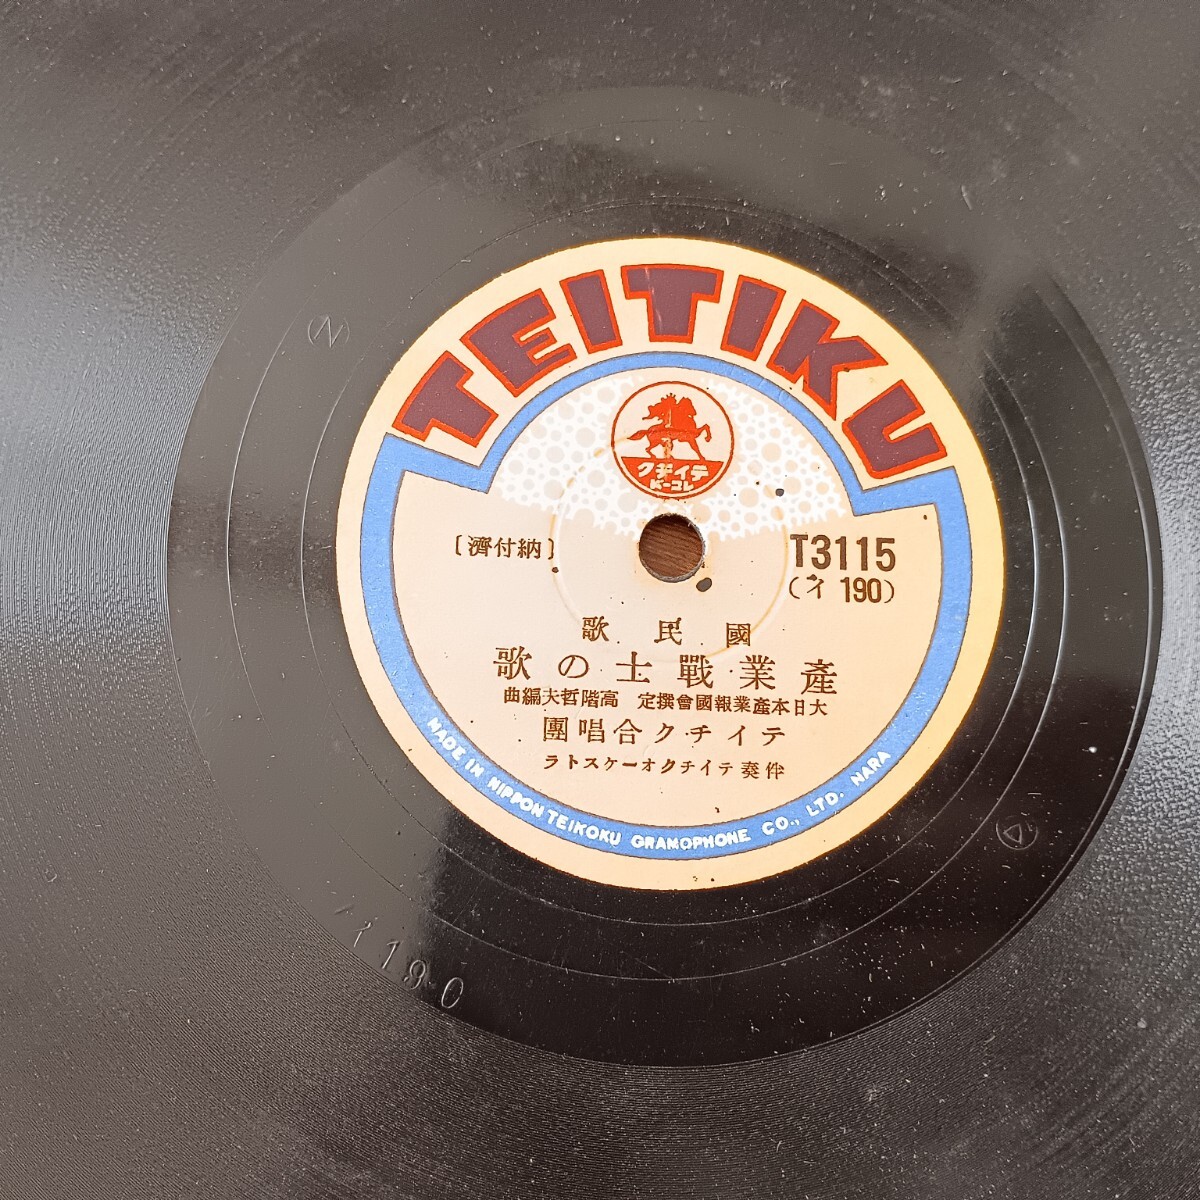 TEITIKU
テイチク
レコード
〔納付濟〕
T3115
(イ 190)
國民歌
產業戰士の歌
大日本產業報國會撰定 高階哲夫編曲
テイチク合唱團
伴奏テイチクオーケストラ
MADE IN NIPPON TEIKOKU GRAMOPHONE CO., LTD. NARA
N
イ190